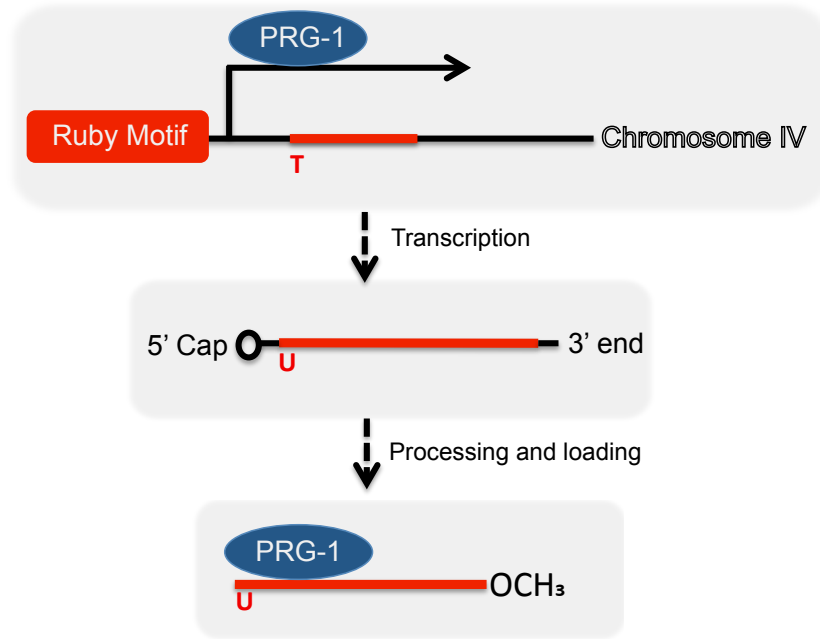 PRG-1
Ruby Motif
Chromosome IV
T
Transcription
5’ Cap
3’ end
U
Processing and loading
PRG-1
OCH₃
U